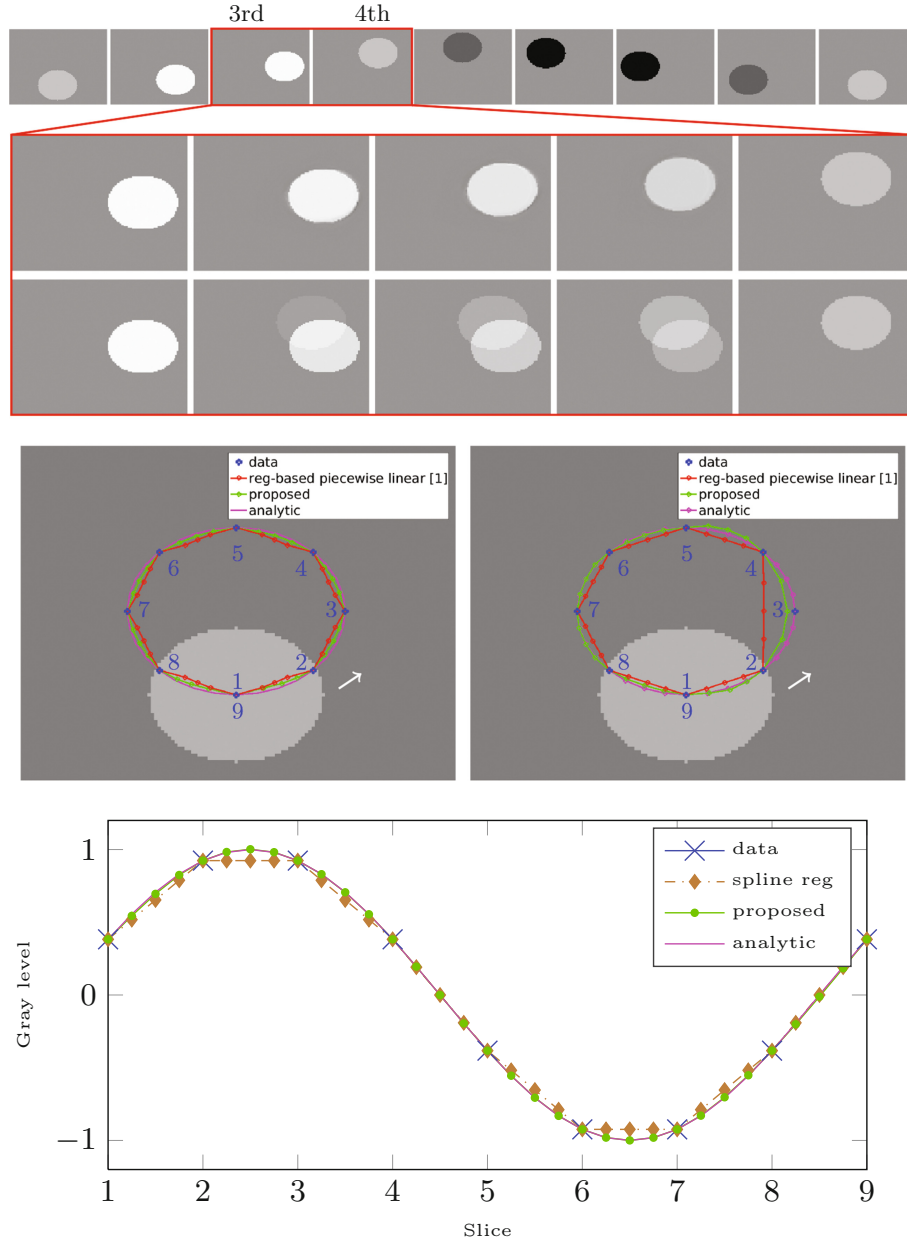 3rd 4th
data
reg-based piecewise linear [1]
proposed
analytic
5
6 4
7 3
8 2
1
9
data
reg-based piecewise linear [1]
proposed
analytic
5
6 4
7 3
8 2
1
9
1
0
−1
Gray level
data
spline reg
proposed
analytic
1 2 3 4 5 6 7 8 9
Slice